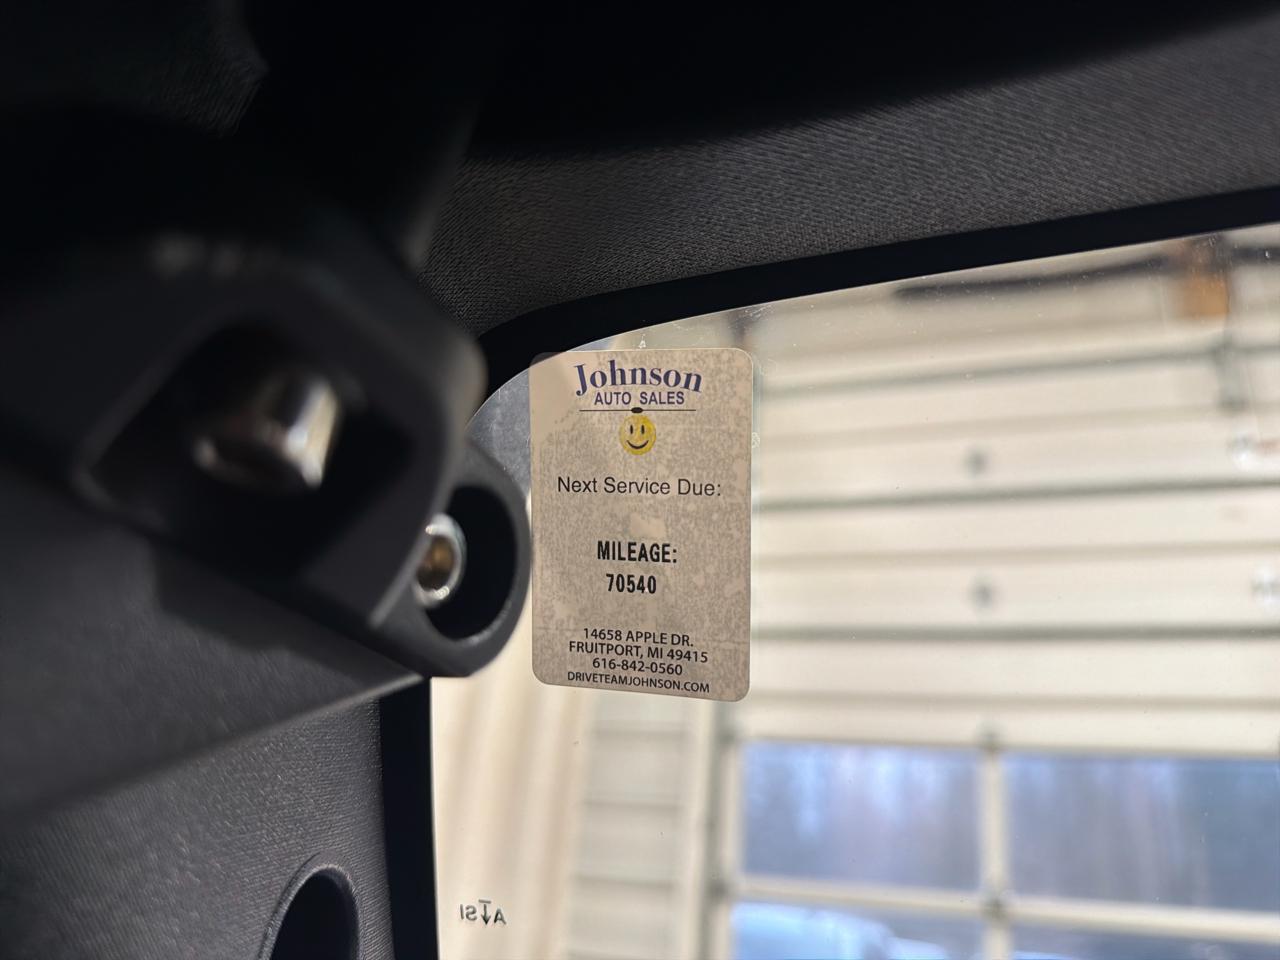 Johnson
AUTO SALES
Next Service Due:
MILEAGE:
70540
14658 APPLE DR.
FRUITPORT, MI 49415
616-842-0560
DRIVETEAMJOHNSON.COM
AS1